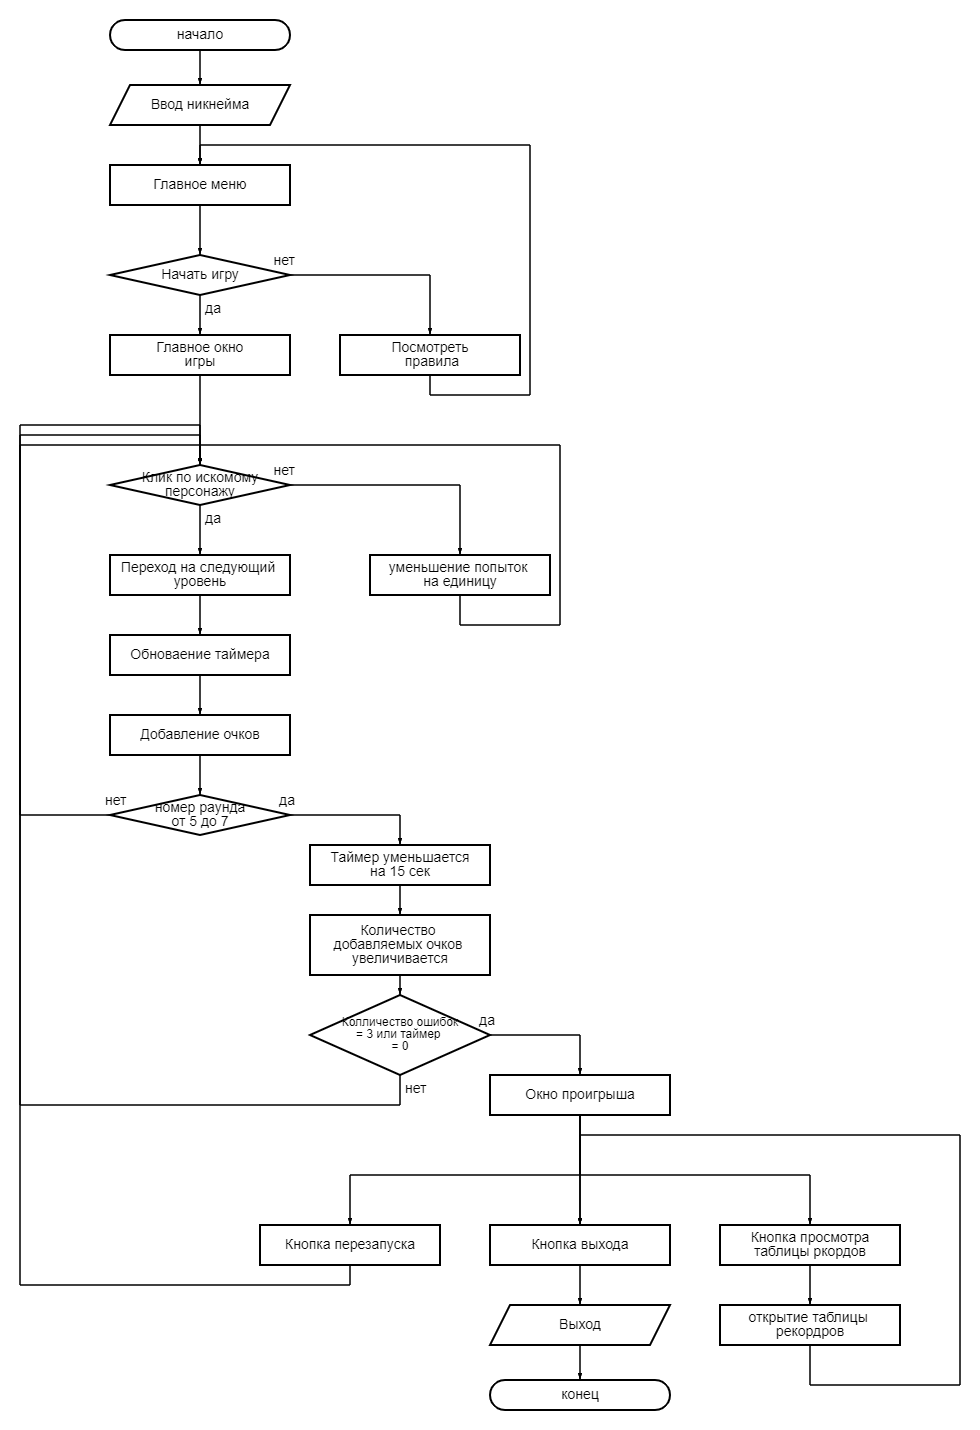 начало
Ввод никнейма
Главное меню
Начать игру
нет
да
Главное окно
игры
Посмотреть
правила
Клик по искомому
персонажу
нет
да
Переход на следующий
уровень
уменьшение попыток
на единицу
Обноваение таймера
Добавление очков
нет
номер раунда
от 5 до 7
да
Таймер уменьшается
на 15 сек
Количество
добавляемых очков
увеличивается
Колличество ошибок
= 3 или таймер
= 0
да
нет
Окно проигрыша
Кнопка перезапуска
Кнопка выхода
Кнопка просмотра
таблицы ркордов
Выход
открытие таблицы
рекордров
конец